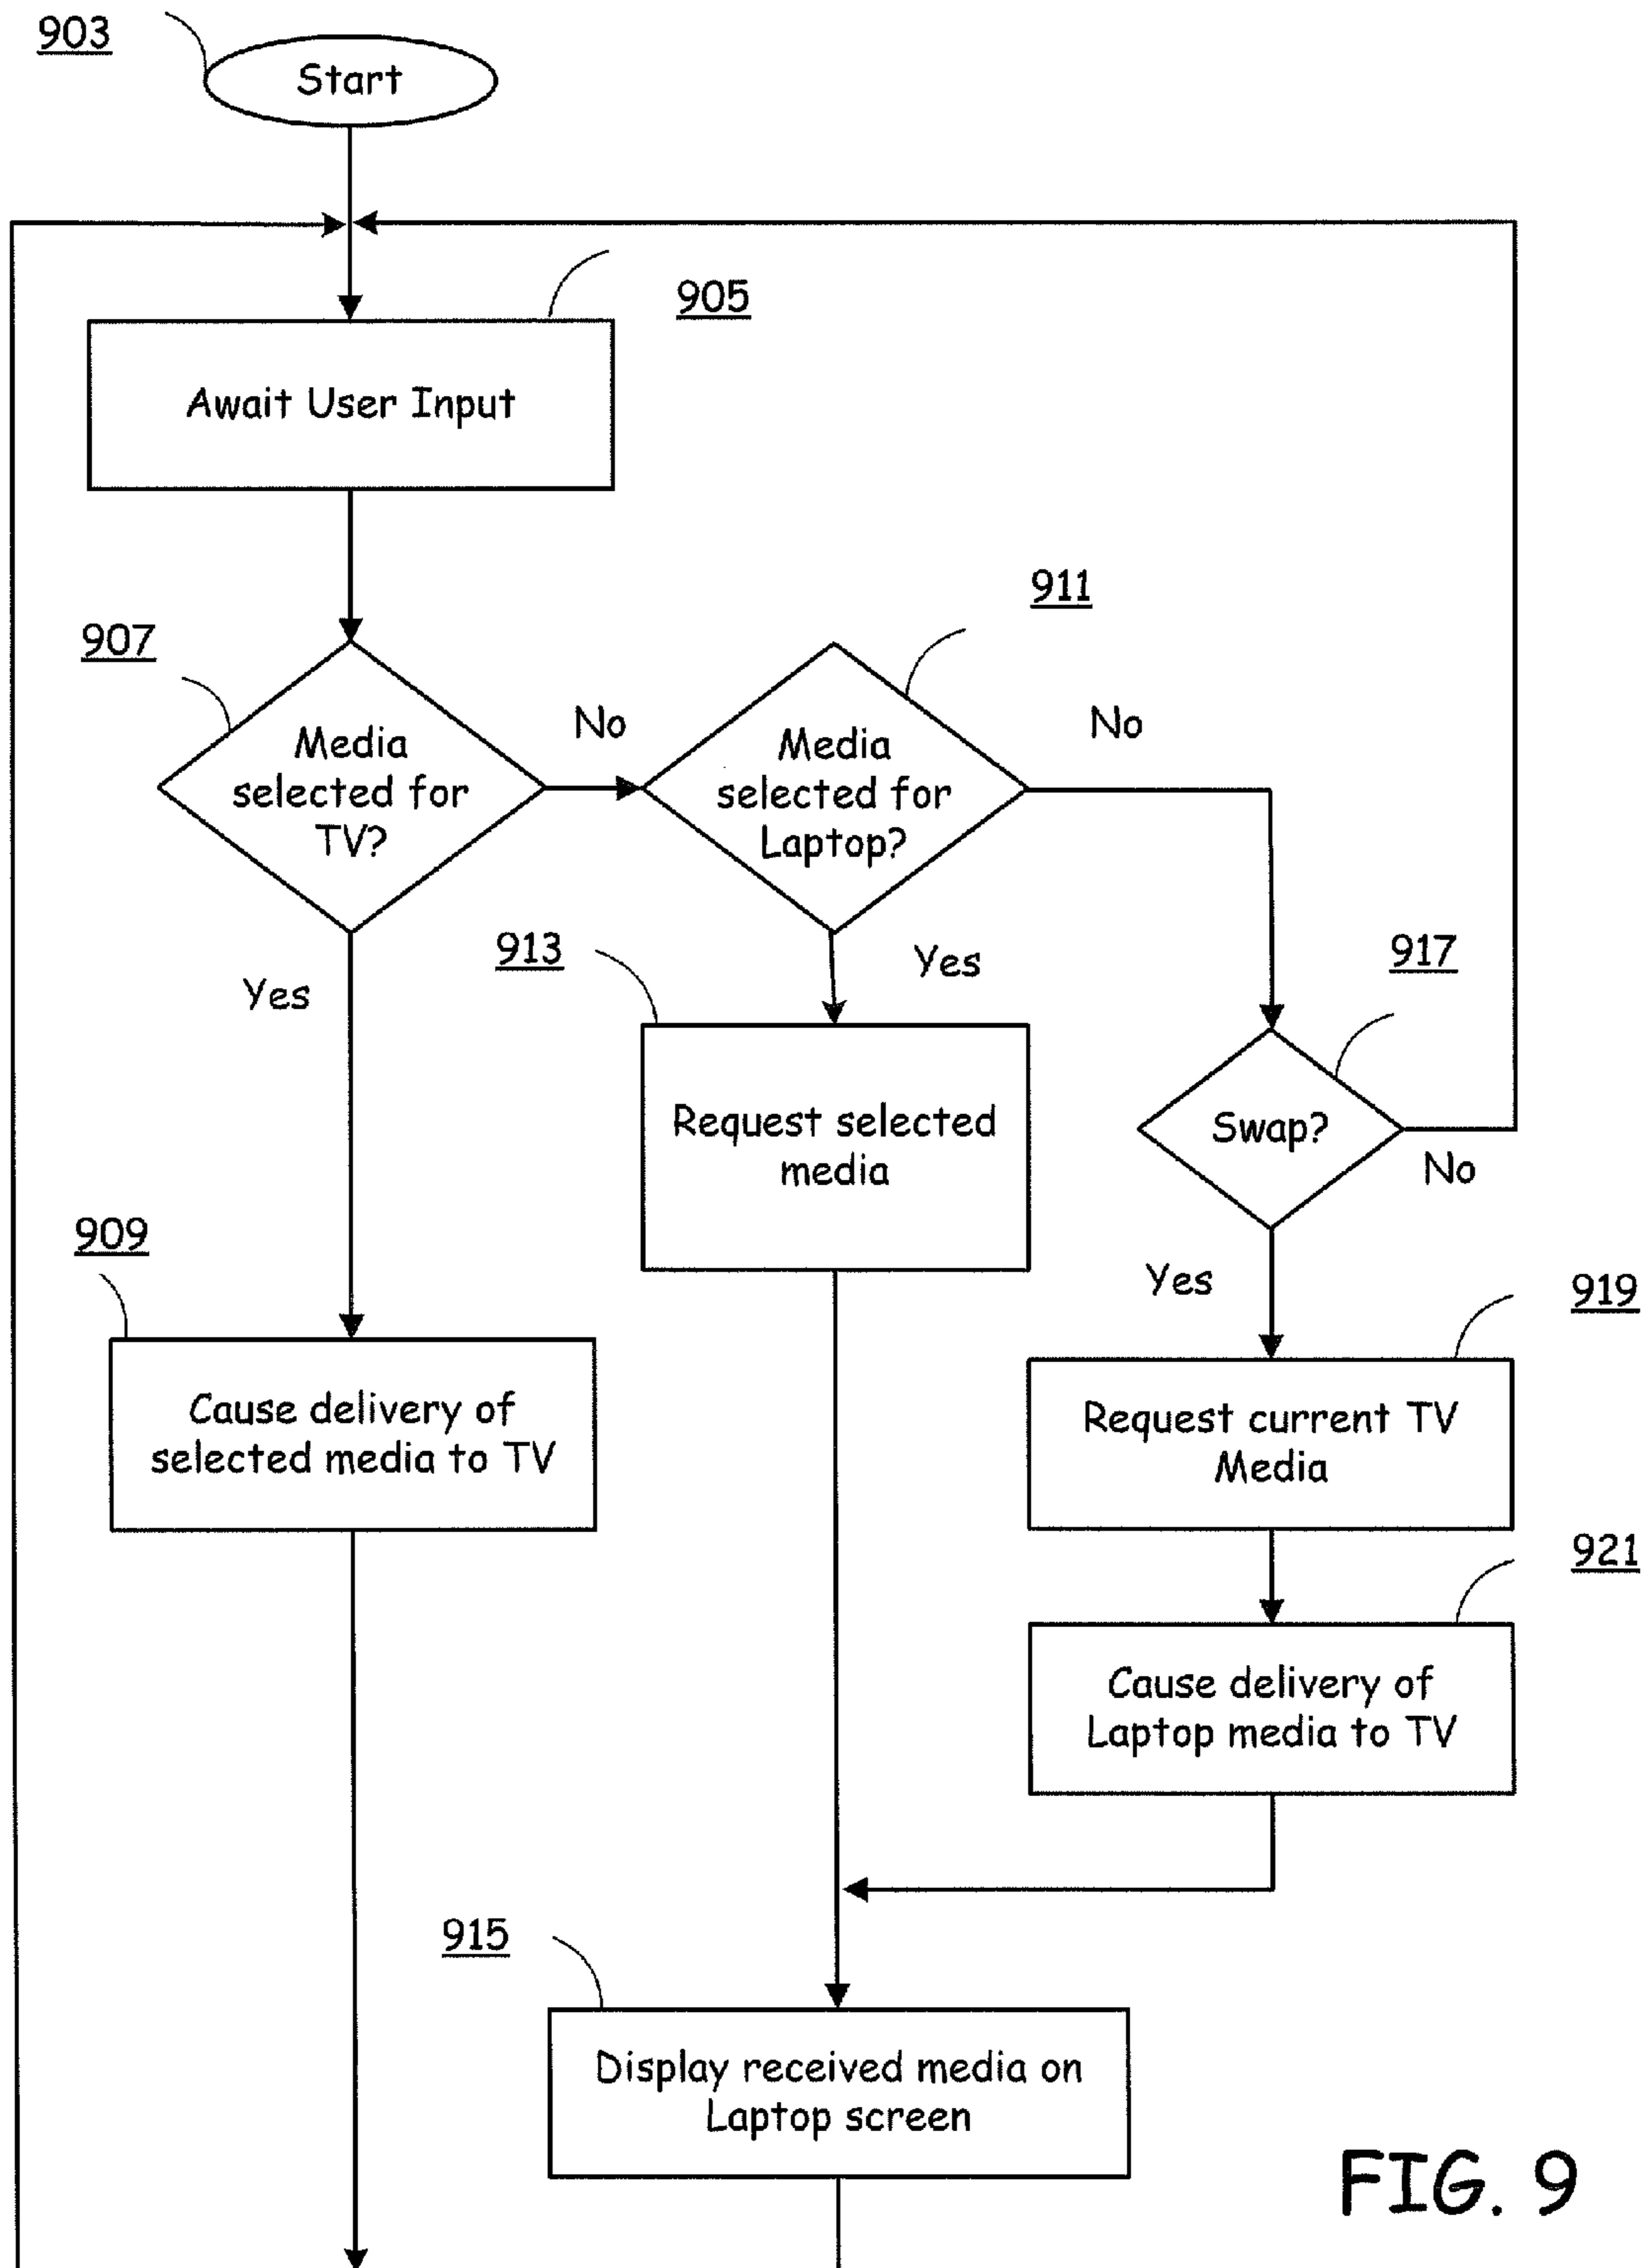 903
Start
905
Await User Input
911
907
No
No
Media
selected for
TV?
Media
selected for
Laptop?
913
Yes
917
Yes
Request selected
media
Swap?
No
909
Yes
919
Cause delivery of
selected media to TV
Request current TV
Media
921
Cause delivery of
Laptop media to TV
915
Display received media on
Laptop screen
FIG. 9